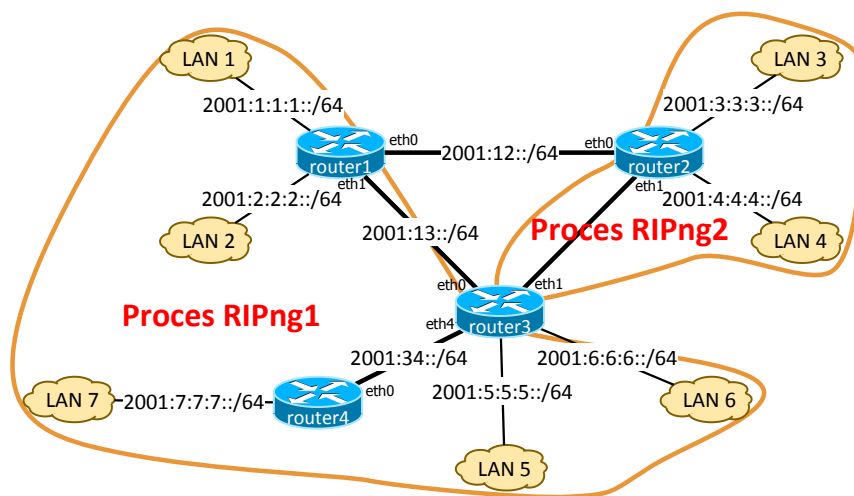 LAN 1
LAN 3
2001:1:1:1::/64
2001:3:3:3::/64
eth0
2001:12::/64
eth0
router1
router2
eth1
eth1
2001:2:2:2::/64
2001:4:4:4::/64
LAN 2
2001:13::/64
Proces RIPng2
LAN 4
eth0
eth1
Proces RIPng1
eth4
router3
2001:34::/64
2001:6:6:6::/64
eth0
LAN 7
2001:7:7:7::/64
router4
2001:5:5:5::/64
LAN 6
LAN 5